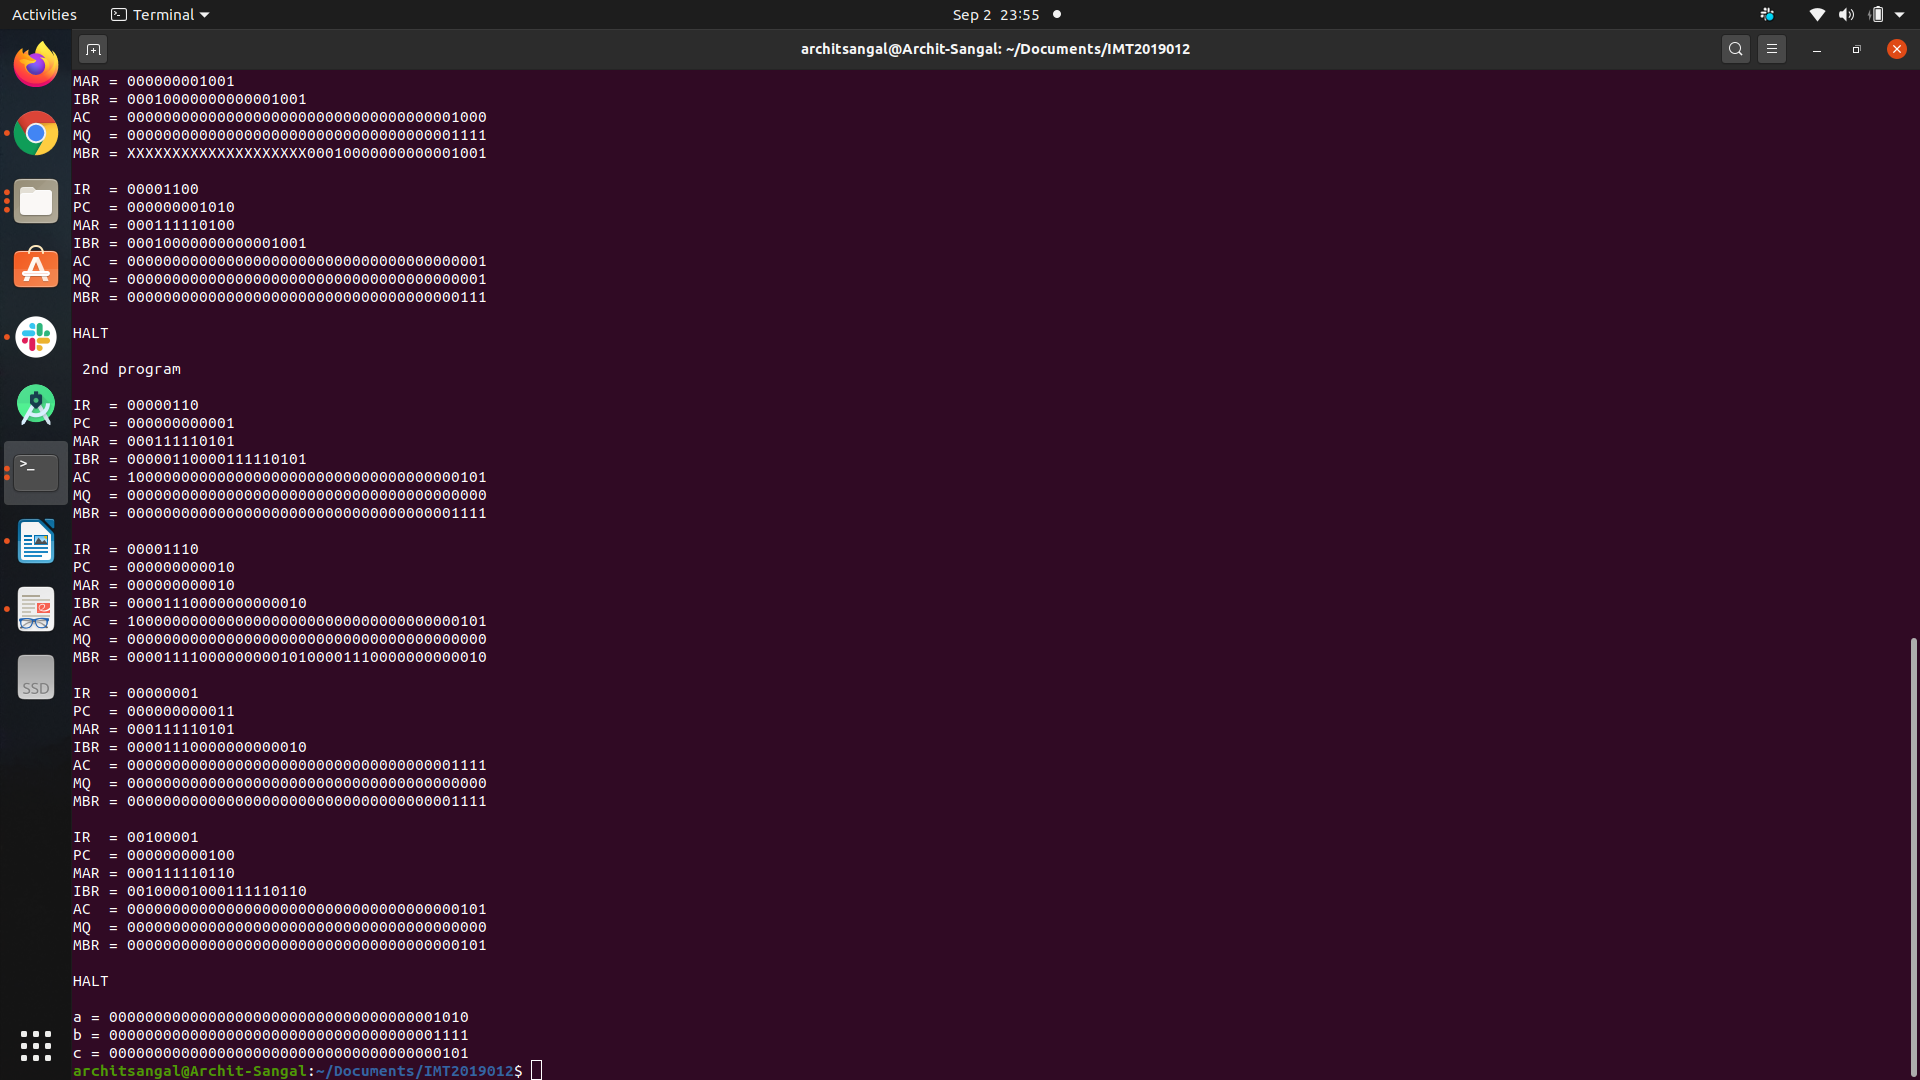 Activities
Terminal
Sep 2 23:55
architsangal@Archit-Sangal: ~/Documents/IMT2019012
MAR = 000000001001
IBR = 00010000000000001001
AC  = 0000000000000000000000000000000000001000
MQ  = 0000000000000000000000000000000000001111
MBR = XXXXXXXXXXXXXXXXXXXX00010000000000001001
IR  = 00001100
PC  = 000000001010
MAR = 000111110100
IBR = 00010000000000001001
AC  = 0000000000000000000000000000000000000001
MQ  = 0000000000000000000000000000000000000001
MBR = 0000000000000000000000000000000000000111
HALT
2nd program
IR  = 00000110
PC  = 000000000001
MAR = 000111110101
IBR = 00000110000111110101
AC  = 1000000000000000000000000000000000000101
MQ  = 0000000000000000000000000000000000000000
MBR = 0000000000000000000000000000000000001111
IR  = 00001110
PC  = 000000000010
MAR = 000000000010
IBR = 00001110000000000010
AC  = 1000000000000000000000000000000000000101
MQ  = 0000000000000000000000000000000000000000
MBR = 0000111100000000010100001110000000000010
IR  = 00000001
PC  = 000000000011
MAR = 000111110101
IBR = 00001110000000000010
AC  = 0000000000000000000000000000000000001111
MQ  = 0000000000000000000000000000000000000000
MBR = 0000000000000000000000000000000000001111
IR  = 00100001
PC  = 000000000100
MAR = 000111110110
IBR = 00100001000111110110
AC  = 0000000000000000000000000000000000000101
MQ  = 0000000000000000000000000000000000000000
MBR = 0000000000000000000000000000000000000101
HALT
a = 0000000000000000000000000000000000001010
b = 0000000000000000000000000000000000001111
c = 0000000000000000000000000000000000000101
architsangal@Archit-Sangal:~/Documents/IMT2019012$
SSD